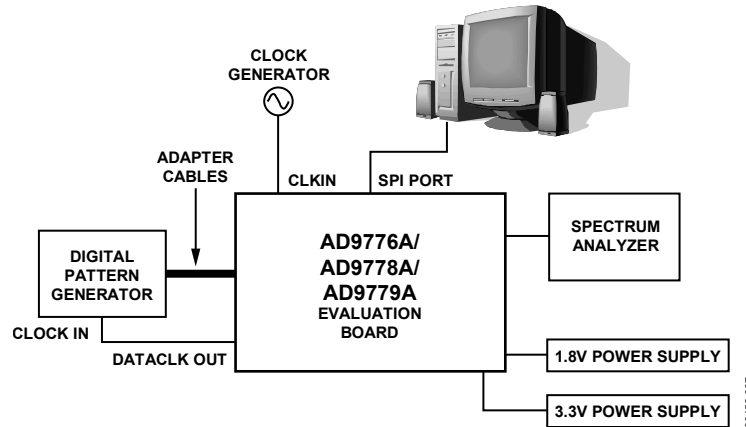 CLOCK
GENERATOR
ADAPTER
CABLES
CLKIN
SPI PORT
DIGITAL
PATTERN
GENERATOR
AD9776A/
AD9778A/
AD9779A
EVALUATION
BOARD
SPECTRUM
ANALYZER
CLOCK IN
DATACLK OUT
1.8V POWER SUPPLY
3.3V POWER SUPPLY